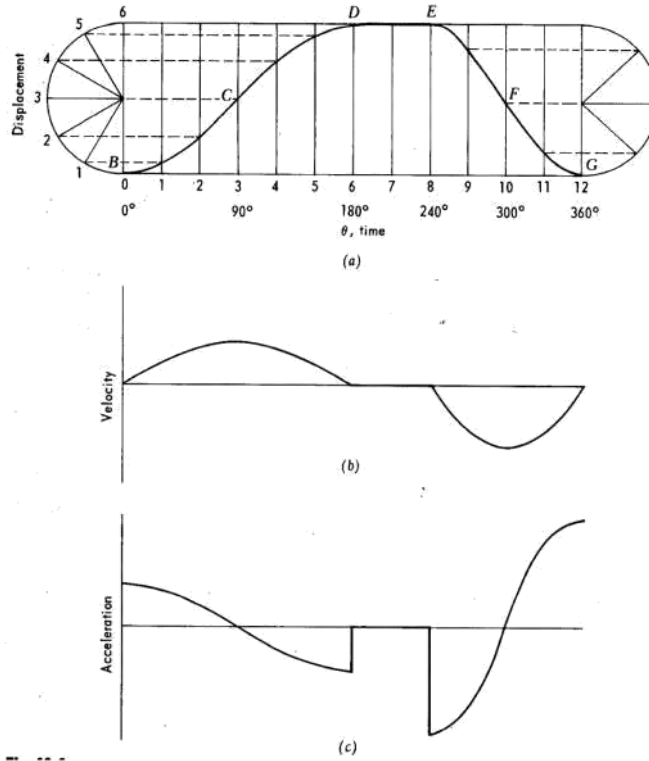 6
D
E
5
4
3
C
F
2
1
B
G
Displacement
0 1 2 3 4 5 6 7 8 9 10 11 12
0° 90° 180° 240° 300° 360°
θ, time
(a)
Velocity
(b)
Acceleration
(c)